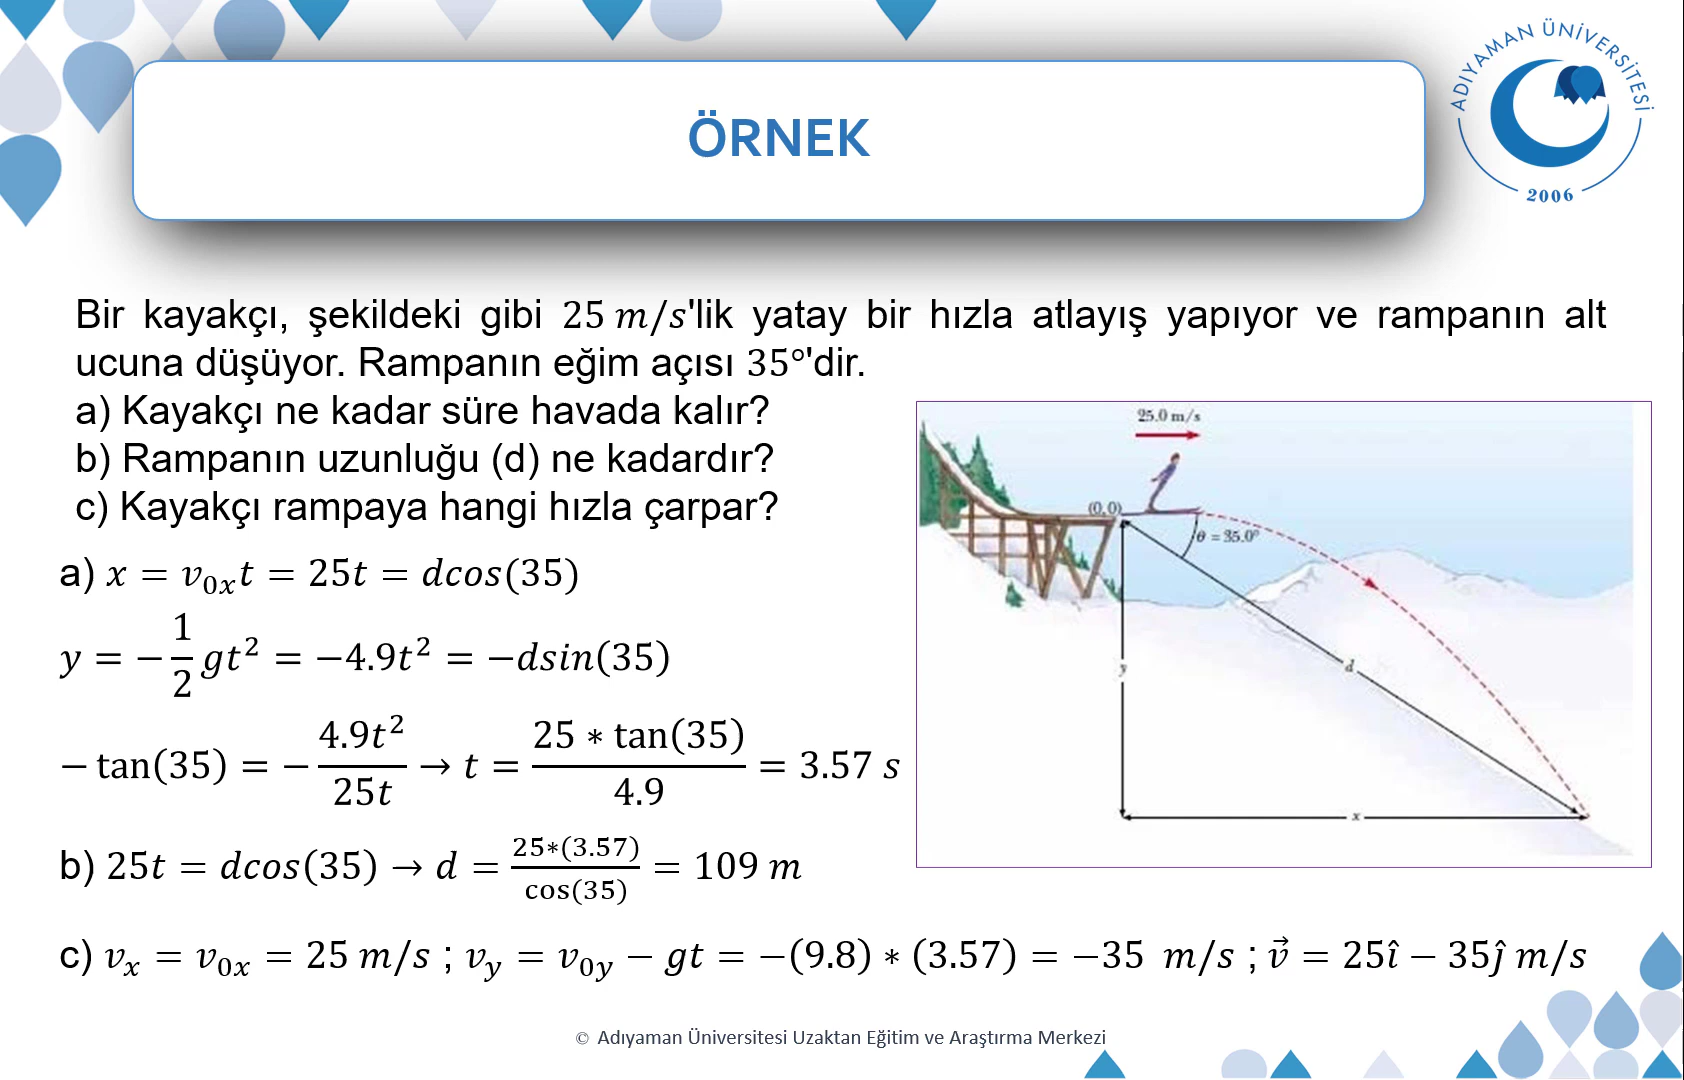 ÖRNEK
ADIYAMAN ÜNİVERSİTESİ
2006
Bir kayakçı, şekildeki gibi 25 m/s'lik yatay bir hızla atlayış yapıyor ve rampanın alt
ucuna düşüyor. Rampanın eğim açısı 35°'dir.
a) Kayakçı ne kadar süre havada kalır?
b) Rampanın uzunluğu (d) ne kadardır?
c) Kayakçı rampaya hangi hızla çarpar?
25.0 m/s
(0,0)
θ = 35.0°
d
y
x
a) x = v₀ₓt = 25t = dcos(35)
y = −1/2 gt² = −4.9t² = −dsin(35)
− tan(35) = − 4.9t²/25t → t = 25 ∗ tan(35)/4.9 = 3.57 s
b) 25t = dcos(35) → d = 25∗(3.57)/cos(35) = 109 m
c) vₓ = v₀ₓ = 25 m/s ; v_y = v_0y − gt = −(9.8) ∗ (3.57) = −35 m/s ; v⃗ = 25î − 35ĵ m/s
© Adıyaman Üniversitesi Uzaktan Eğitim ve Araştırma Merkezi